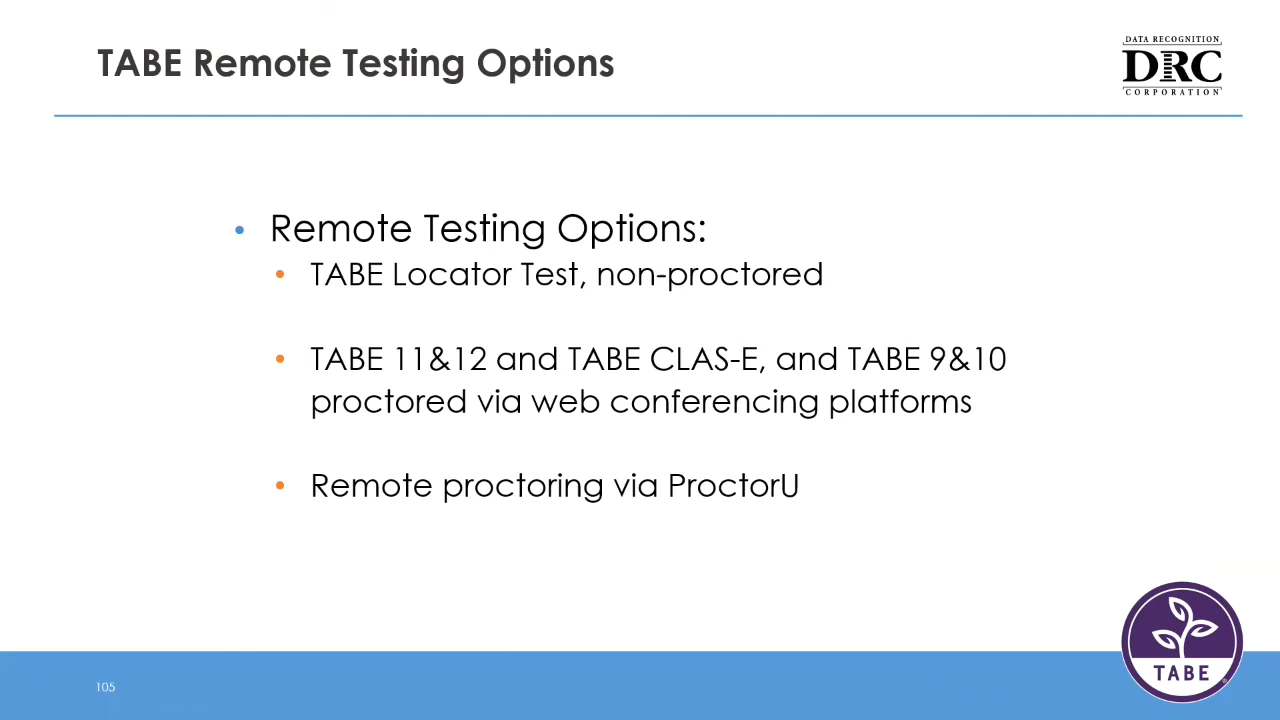 TABE Remote Testing Options
DATA RECOGNITION
DRC
CORPORATION
• Remote Testing Options:
• TABE Locator Test, non-proctored
• TABE 11&12 and TABE CLAS-E, and TABE 9&10
proctored via web conferencing platforms
• Remote proctoring via ProctorU
TABE®
105